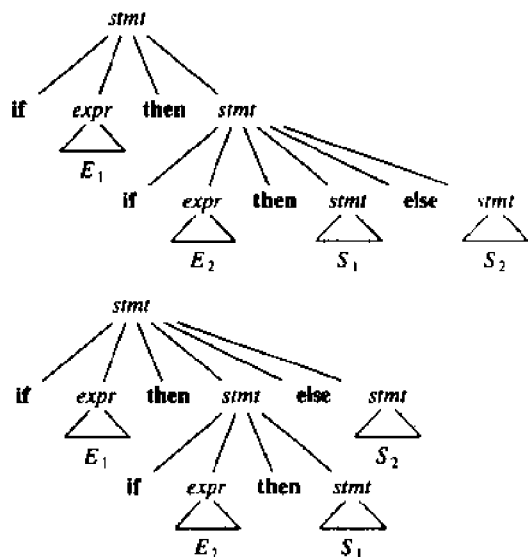 stmt
if expr then stmt
E1
if expr then stmt else stmt
E2 S1 S2
stmt
if expr then stmt else stmt
E1 S2
if expr then stmt
E2 S1